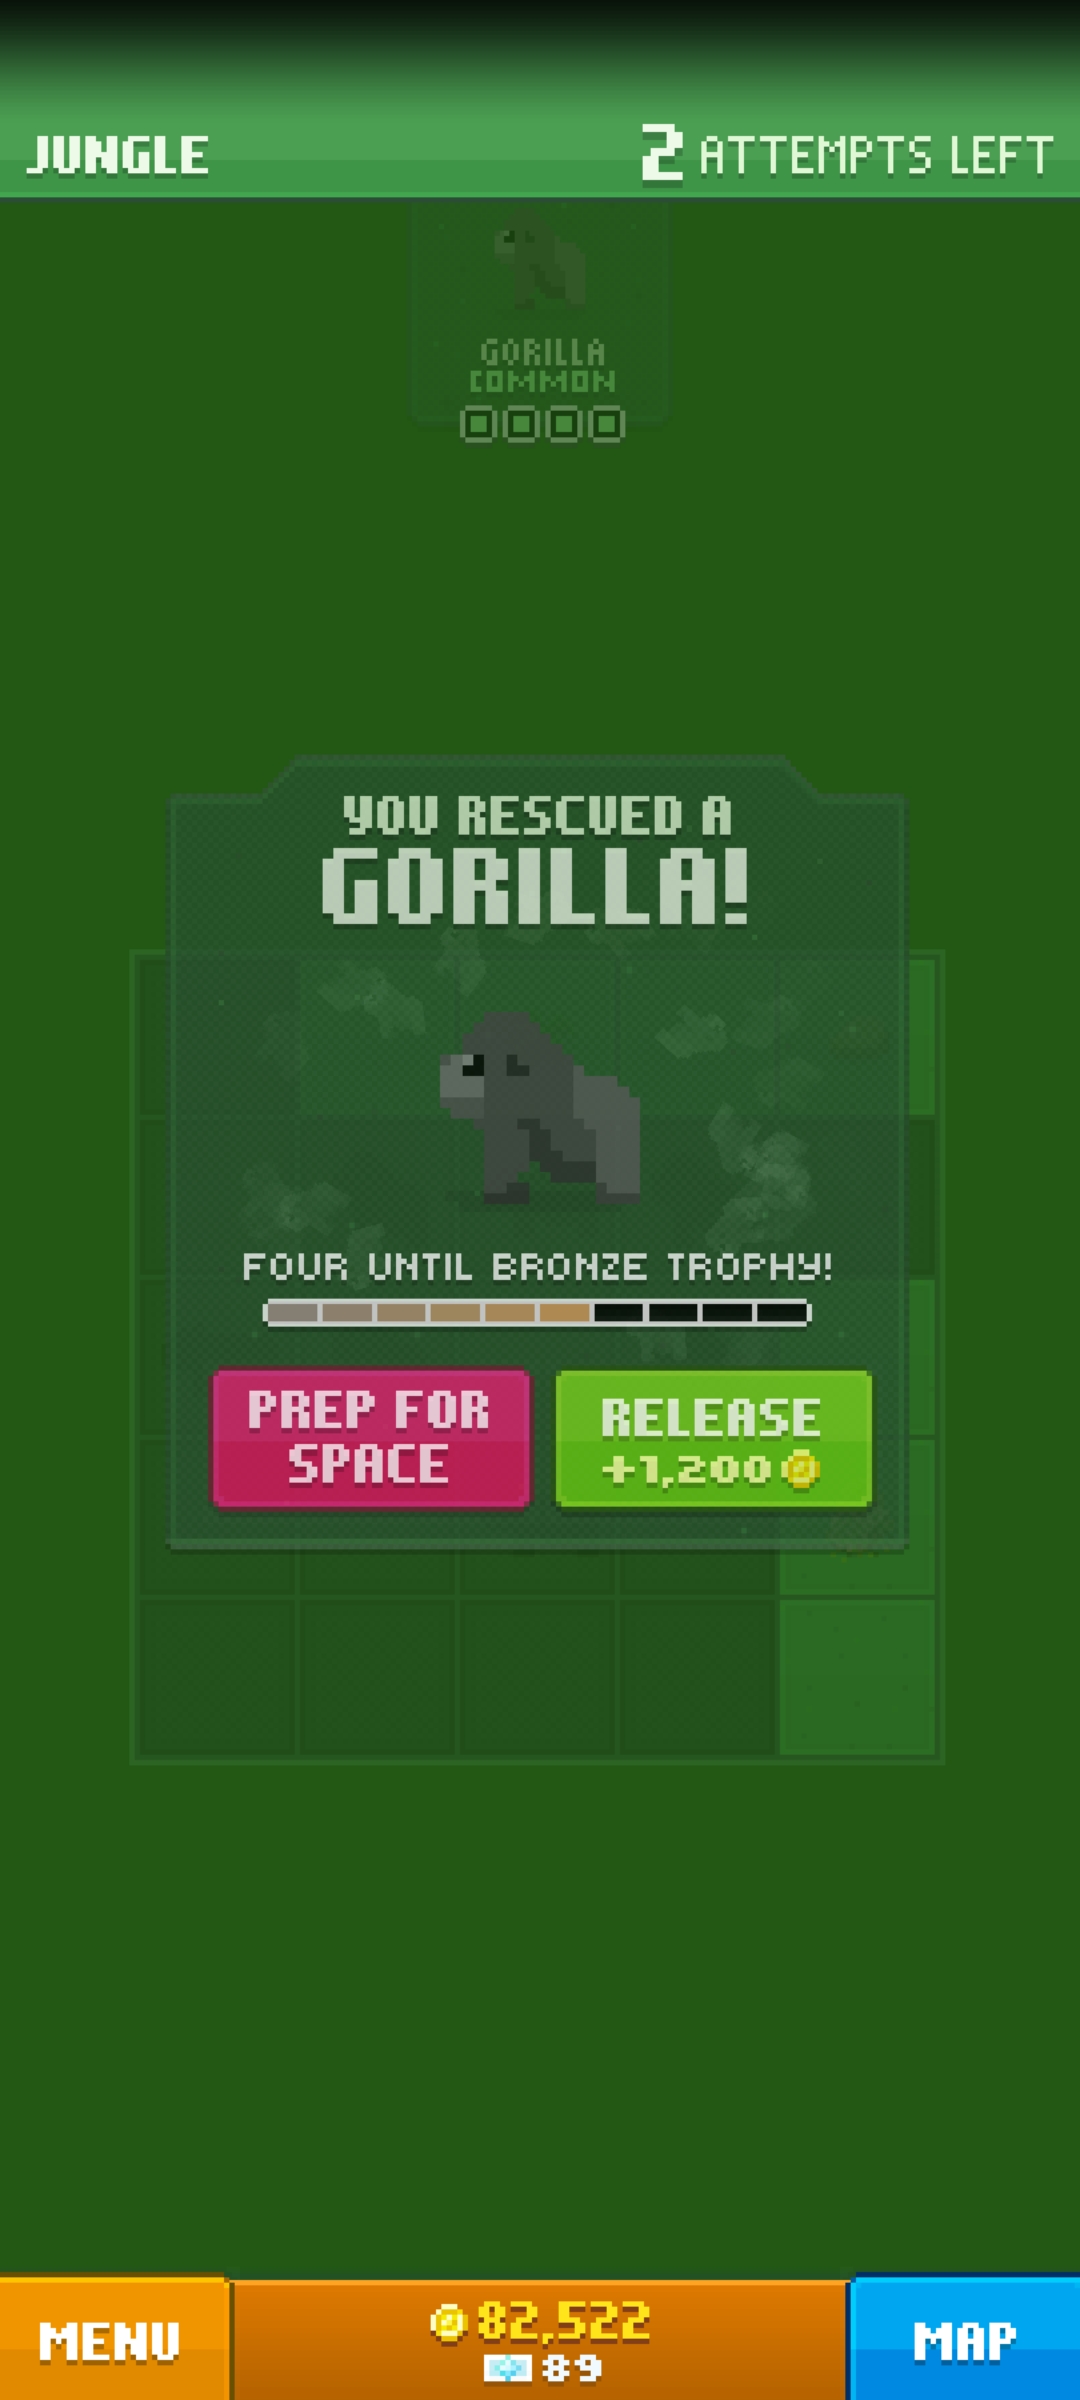 JUNGLE
2 ATTEMPTS LEFT
GORILLA
COMMON
YOU RESCUED A
GORILLA!
FOUR UNTIL BRONZE TROPHY!
PREP FOR
SPACE
RELEASE
+1,200
MENU
82,522
89
MAP